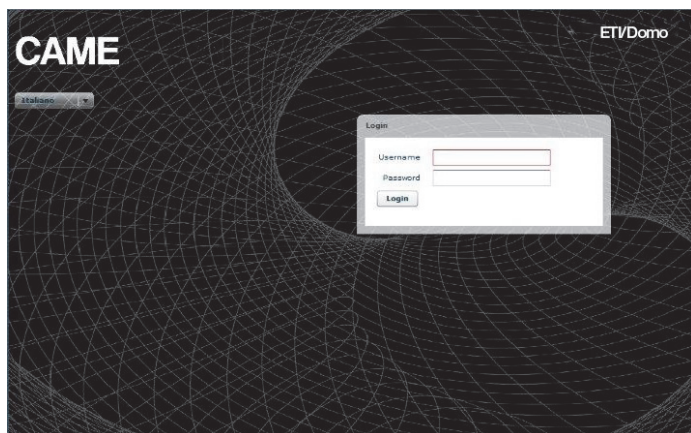 CAME
ETI/Domo
Italiano
Login
Username
Password
Login